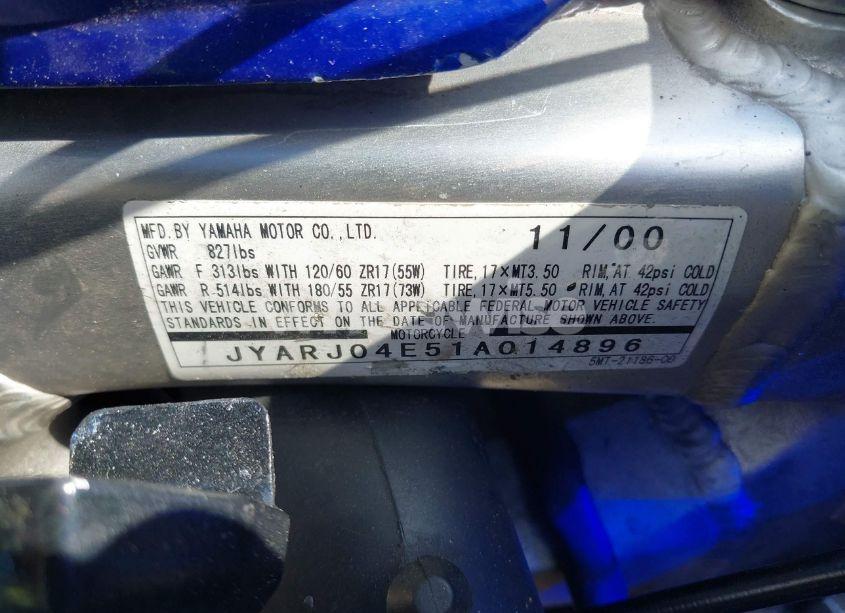 MFD. BY YAMAHA MOTOR CO., LTD. 11/00
GVWR 827lbs
GAWR F 313lbs WITH 120/60 ZR17(55W) TIRE, 17×MT3.50 RIM, AT 42psi COLD
GAWR R 514lbs WITH 180/55 ZR17(73W) TIRE, 17×MT5.50 RIM, AT 42psi COLD
THIS VEHICLE CONFORMS TO ALL APPLICABLE FEDERAL MOTOR VEHICLE SAFETY
STANDARDS IN EFFECT ON THE DATE OF MANUFACTURE SHOWN ABOVE.
MOTORCYCLE
JYARJ04E51A014896